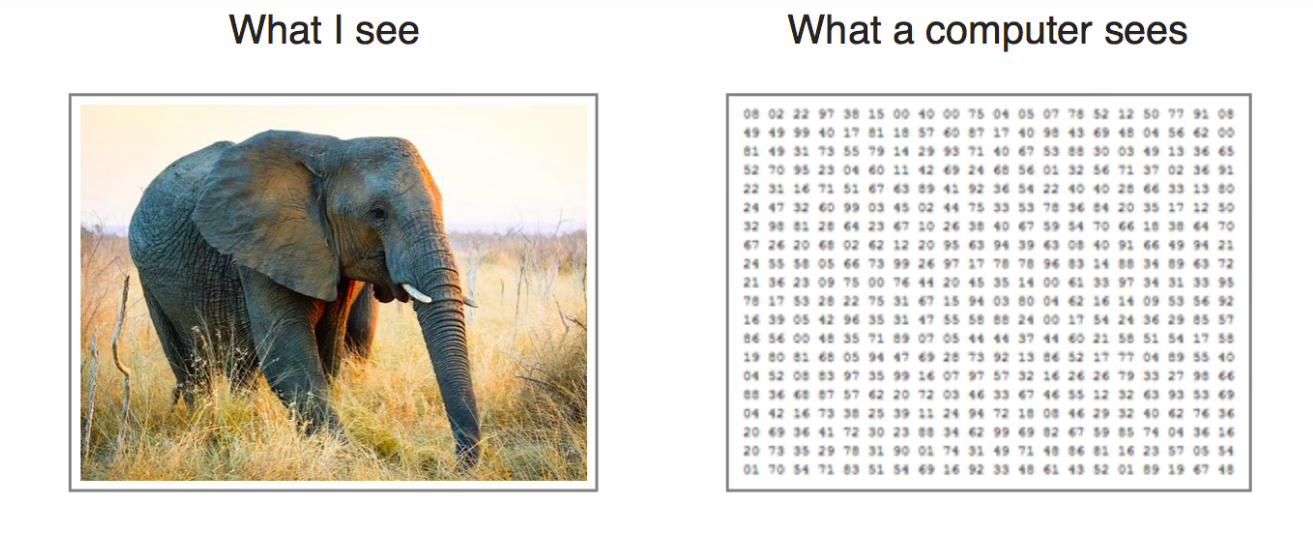 What I see
What a computer sees
08 02 22 97 38 15 00 40 00 75 04 05 07 78 52 12 50 77 91 08
49 49 99 40 17 81 18 57 60 87 17 40 98 43 69 48 04 56 62 00
81 49 31 73 55 79 14 29 93 71 40 67 53 88 30 03 49 13 36 65
52 70 95 23 04 60 11 42 69 24 68 56 01 32 56 71 37 02 36 91
22 31 16 71 51 67 63 89 41 92 36 54 22 40 40 28 66 33 13 80
24 47 32 60 99 03 45 02 44 75 33 53 78 36 84 20 35 17 12 50
32 98 81 28 64 23 67 10 26 38 40 67 59 54 70 66 18 38 64 70
67 26 20 68 02 62 12 20 95 63 94 39 63 08 40 91 66 49 94 21
24 55 58 05 66 73 99 26 97 17 78 78 96 83 14 88 34 89 63 72
21 36 23 09 75 00 76 44 20 45 35 14 00 61 33 97 34 31 33 95
78 17 53 28 22 75 31 67 15 94 03 80 04 62 16 14 09 53 56 92
16 39 05 42 96 35 31 47 55 58 88 24 00 17 54 24 36 29 85 57
86 56 00 48 35 71 89 07 05 44 44 37 44 60 21 58 51 54 17 58
19 80 81 68 05 94 47 69 28 73 92 13 86 52 17 77 04 89 55 40
04 52 08 83 97 35 99 16 07 97 57 32 16 26 26 79 33 27 98 66
88 36 68 87 57 62 20 72 03 46 33 67 46 55 12 32 63 93 53 69
04 42 16 73 38 25 39 11 24 94 72 18 08 46 29 32 40 62 76 36
20 69 36 41 72 30 23 88 34 62 99 69 82 67 59 85 74 04 36 16
20 73 35 29 78 31 90 01 74 31 49 71 48 86 81 16 23 57 05 54
01 70 54 71 83 51 54 69 16 92 33 48 61 43 52 01 89 19 67 48